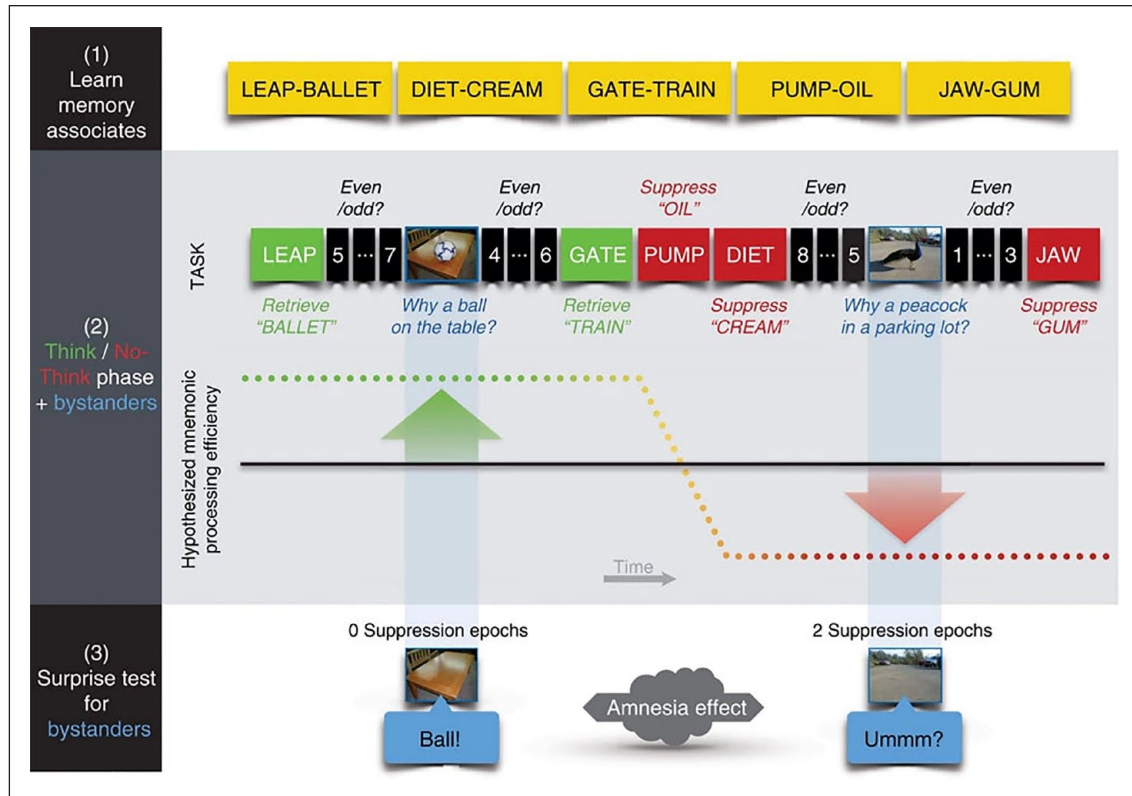 (1)
Learn
memory
associates
LEAP-BALLET DIET-CREAM GATE-TRAIN PUMP-OIL JAW-GUM
(2)
Think / No-
Think phase
+ bystanders
TASK
Even
/odd?
Even
/odd?
Suppress
"OIL"
Even
/odd?
Even
/odd?
LEAP 5 ... 7 4 ... 6 GATE PUMP DIET 8 ... 5 1 ... 3 JAW
Retrieve
"BALLET"
Why a ball
on the table?
Retrieve
"TRAIN"
Suppress
"CREAM"
Why a peacock
in a parking lot?
Suppress
"GUM"
Hypothesized mnemonic
processing efficiency
Time
(3)
Surprise test
for
bystanders
0 Suppression epochs
2 Suppression epochs
Ball!
Amnesia effect
Ummm?